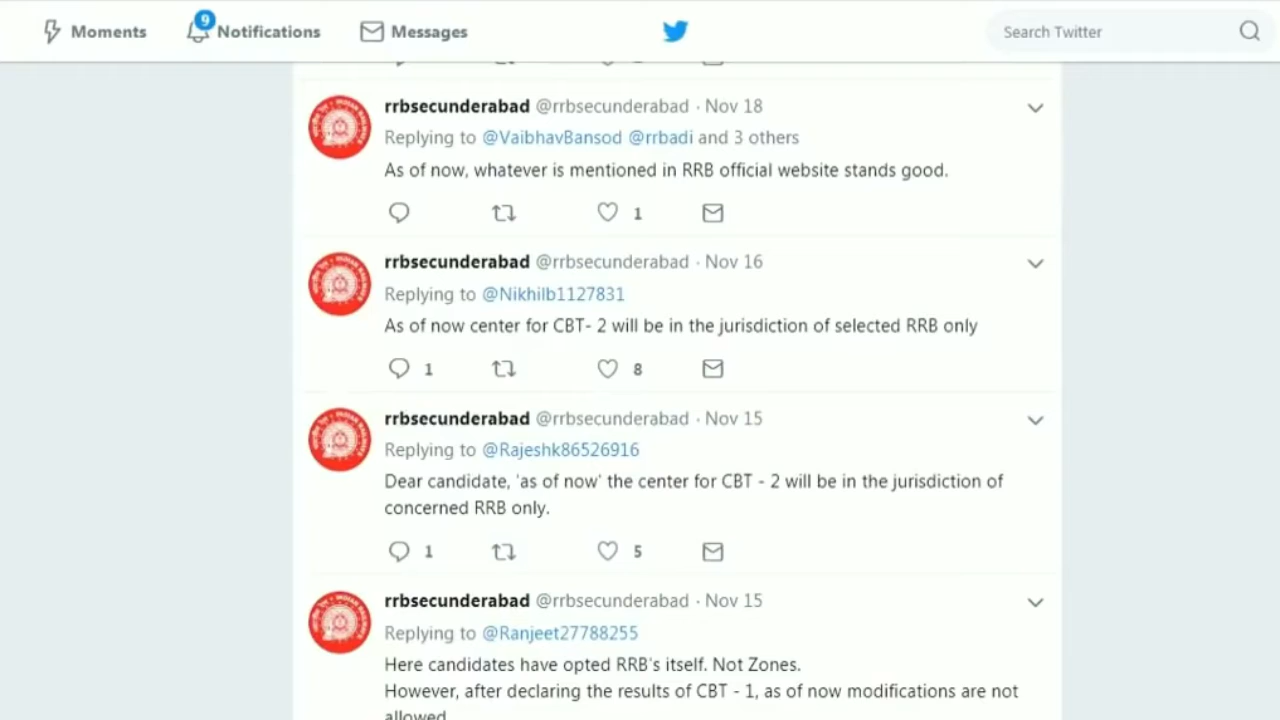 Moments
9
Notifications
Messages
Search Twitter
rrbsecunderabad @rrbsecunderabad · Nov 18
Replying to @VaibhavBansod @rrbadi and 3 others
As of now, whatever is mentioned in RRB official website stands good.
1
rrbsecunderabad @rrbsecunderabad · Nov 16
Replying to @Nikhilb1127831
As of now center for CBT- 2 will be in the jurisdiction of selected RRB only
1 8
rrbsecunderabad @rrbsecunderabad · Nov 15
Replying to @Rajeshk86526916
Dear candidate, 'as of now' the center for CBT - 2 will be in the jurisdiction of
concerned RRB only.
1 5
rrbsecunderabad @rrbsecunderabad · Nov 15
Replying to @Ranjeet27788255
Here candidates have opted RRB's itself. Not Zones.
However, after declaring the results of CBT - 1, as of now modifications are not
allowed